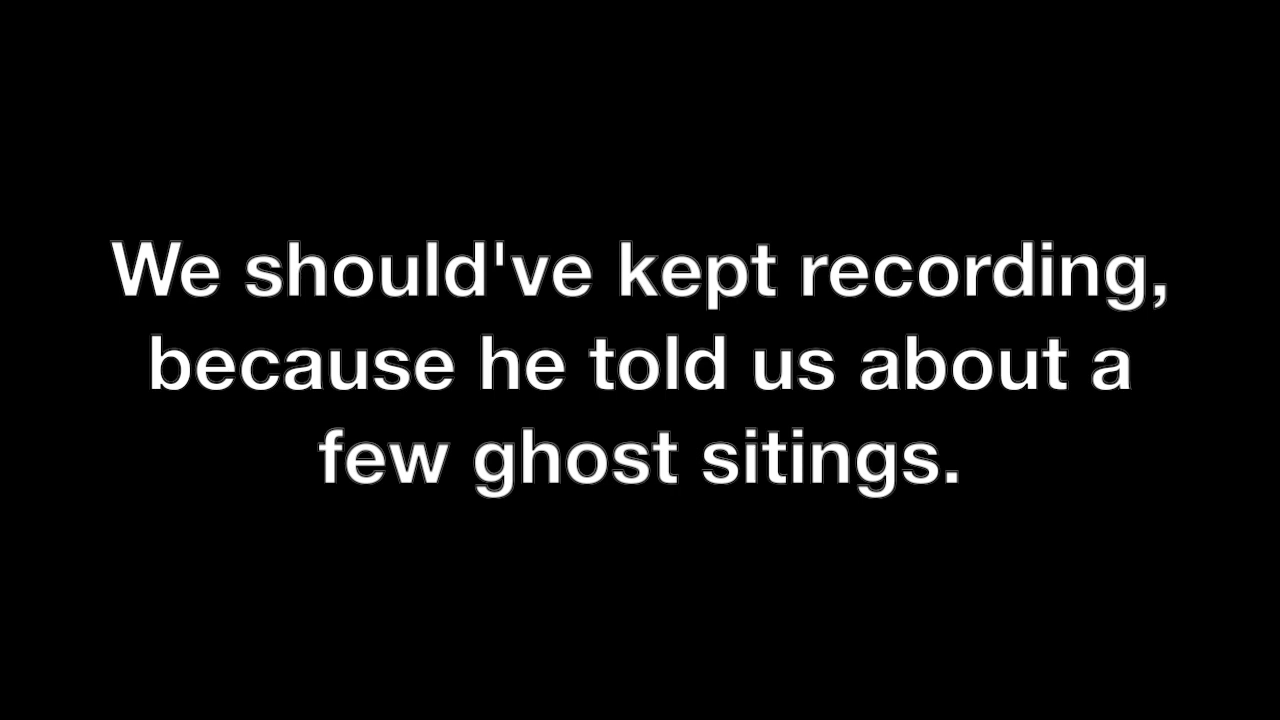 We should've kept recording,
because he told us about a
few ghost sitings.